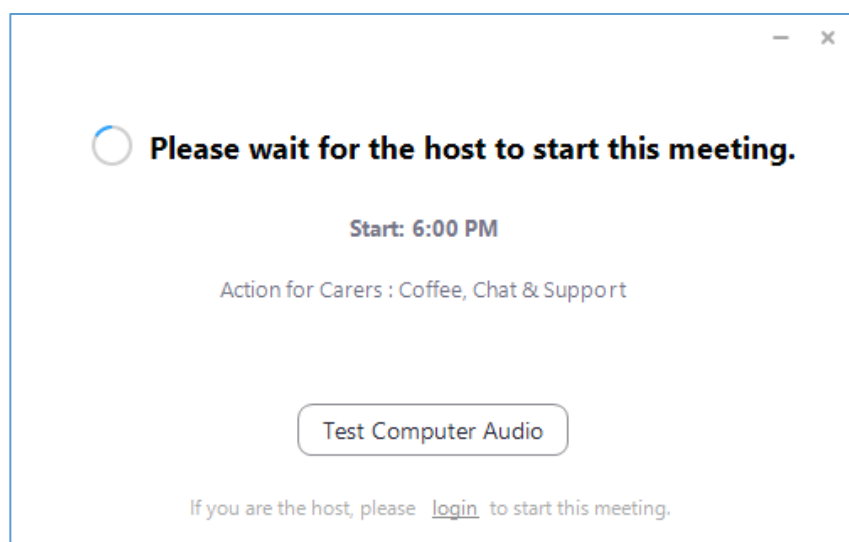 Please wait for the host to start this meeting.
Start: 6:00 PM
Action for Carers : Coffee, Chat & Support
Test Computer Audio
If you are the host, please login to start this meeting.